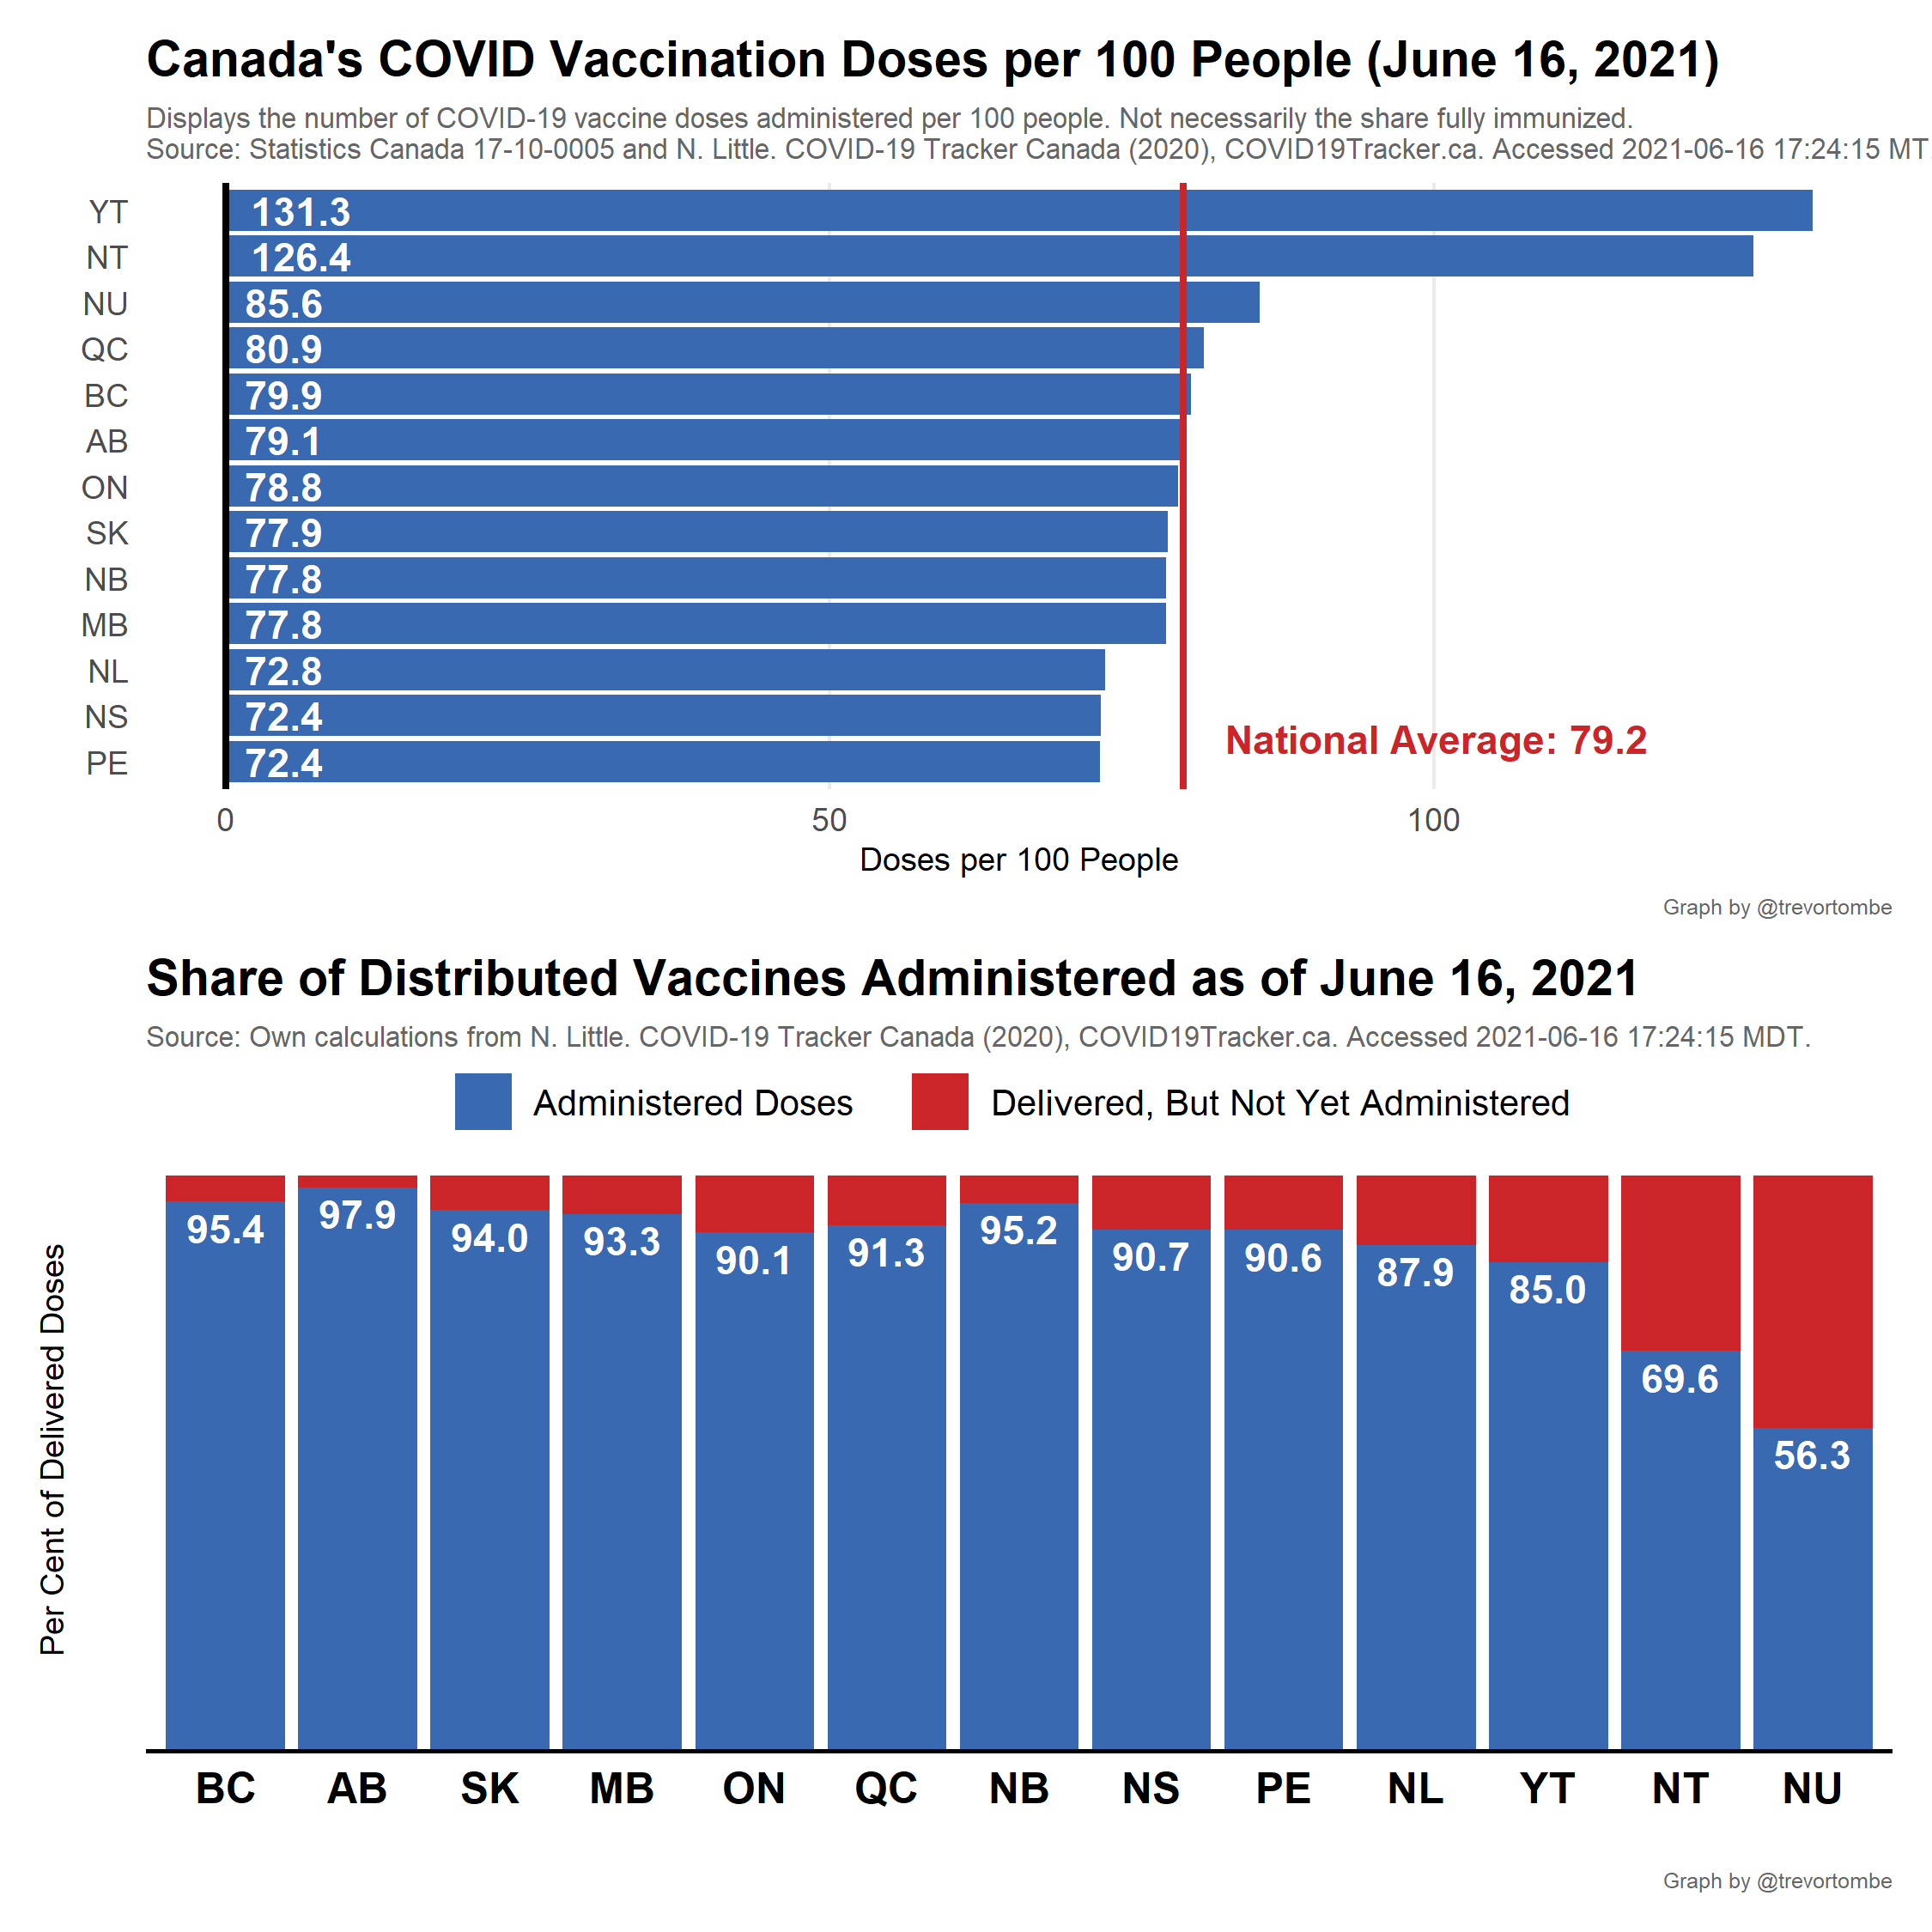 Canada's COVID Vaccination Doses per 100 People (June 16, 2021)
Displays the number of COVID-19 vaccine doses administered per 100 people. Not necessarily the share fully immunized.
Source: Statistics Canada 17-10-0005 and N. Little. COVID-19 Tracker Canada (2020), COVID19Tracker.ca. Accessed 2021-06-16 17:24:15 MT
YT 131.3
NT 126.4
NU 85.6
QC 80.9
BC 79.9
AB 79.1
ON 78.8
SK 77.9
NB 77.8
MB 77.8
NL 72.8
NS 72.4
National Average: 79.2
PE 72.4
0 50 100
Doses per 100 People
Graph by @trevortombe
Share of Distributed Vaccines Administered as of June 16, 2021
Source: Own calculations from N. Little. COVID-19 Tracker Canada (2020), COVID19Tracker.ca. Accessed 2021-06-16 17:24:15 MDT.
Administered Doses Delivered, But Not Yet Administered
Per Cent of Delivered Doses
95.4 97.9 94.0 93.3 90.1 91.3 95.2 90.7 90.6 87.9 85.0 69.6 56.3
BC AB SK MB ON QC NB NS PE NL YT NT NU
Graph by @trevortombe